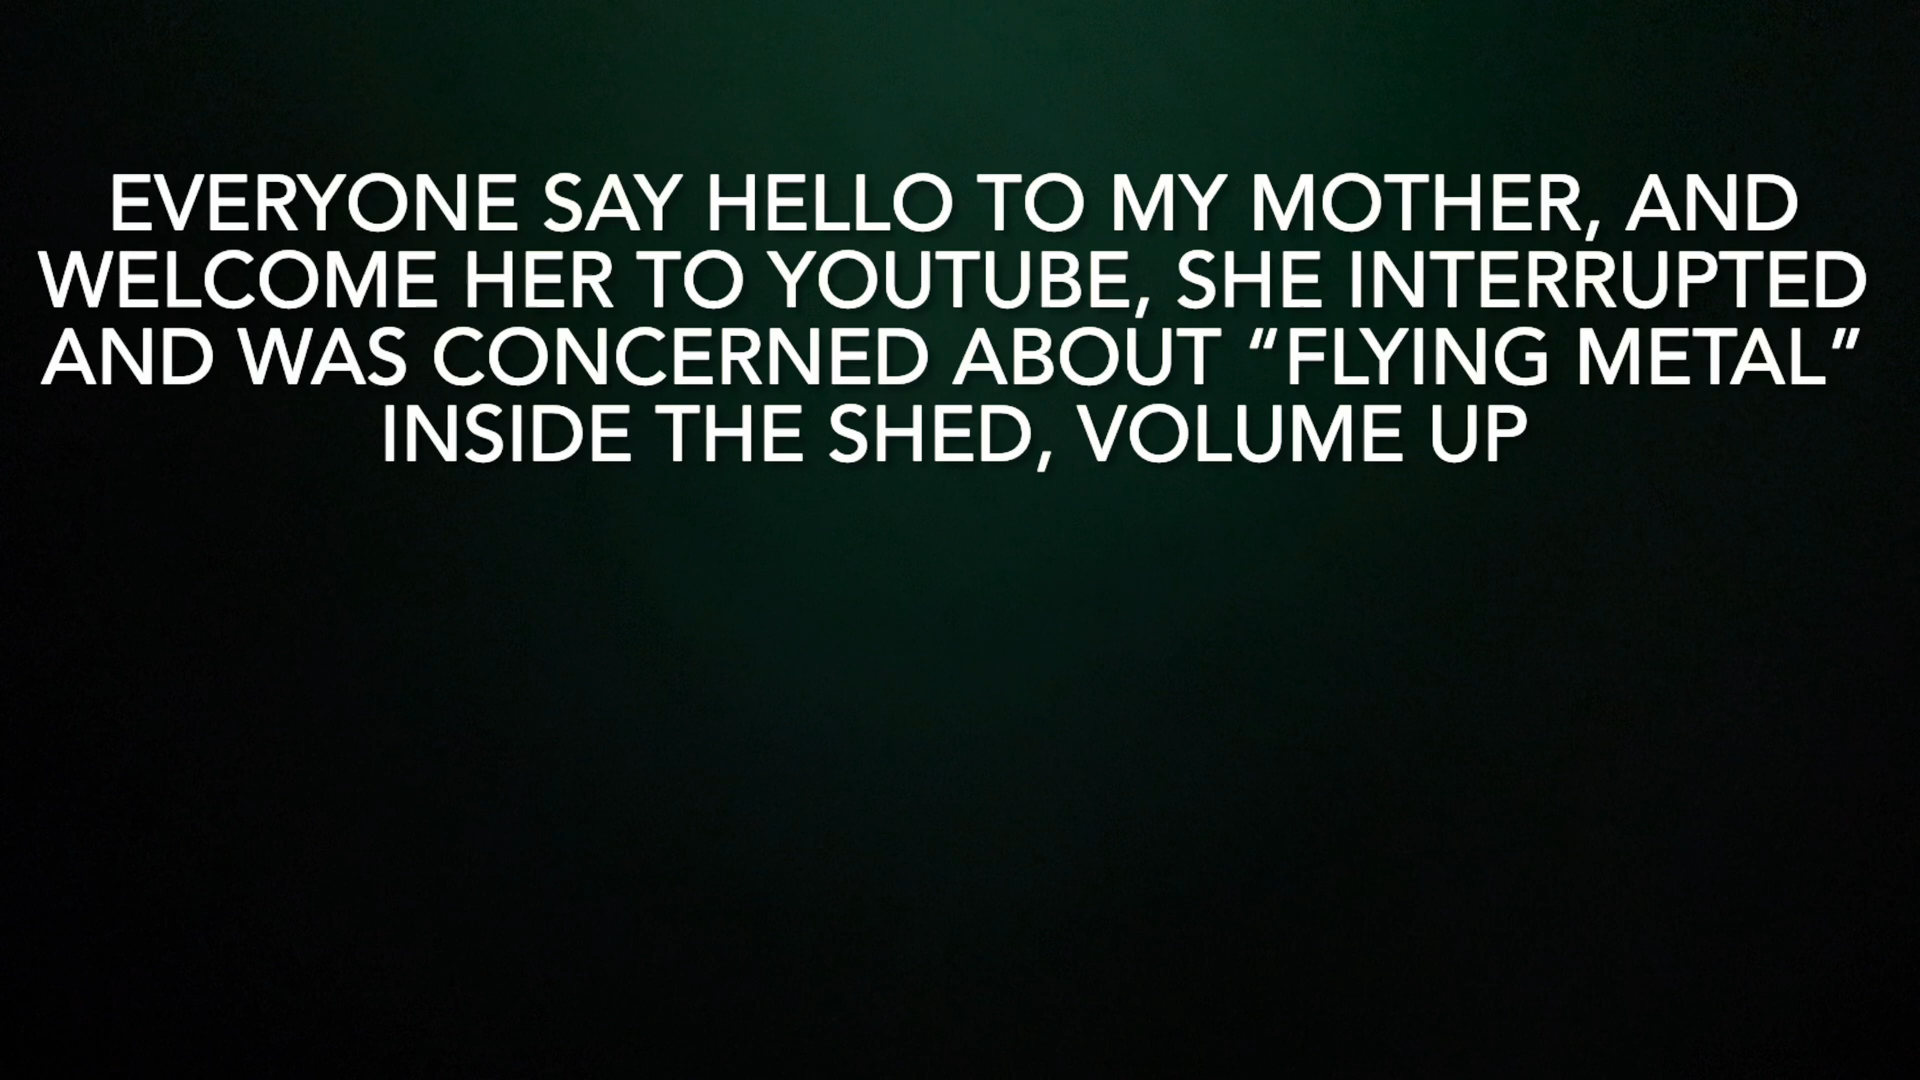 EVERYONE SAY HELLO TO MY MOTHER, AND
WELCOME HER TO YOUTUBE, SHE INTERRUPTED
AND WAS CONCERNED ABOUT “FLYING METAL”
INSIDE THE SHED, VOLUME UP